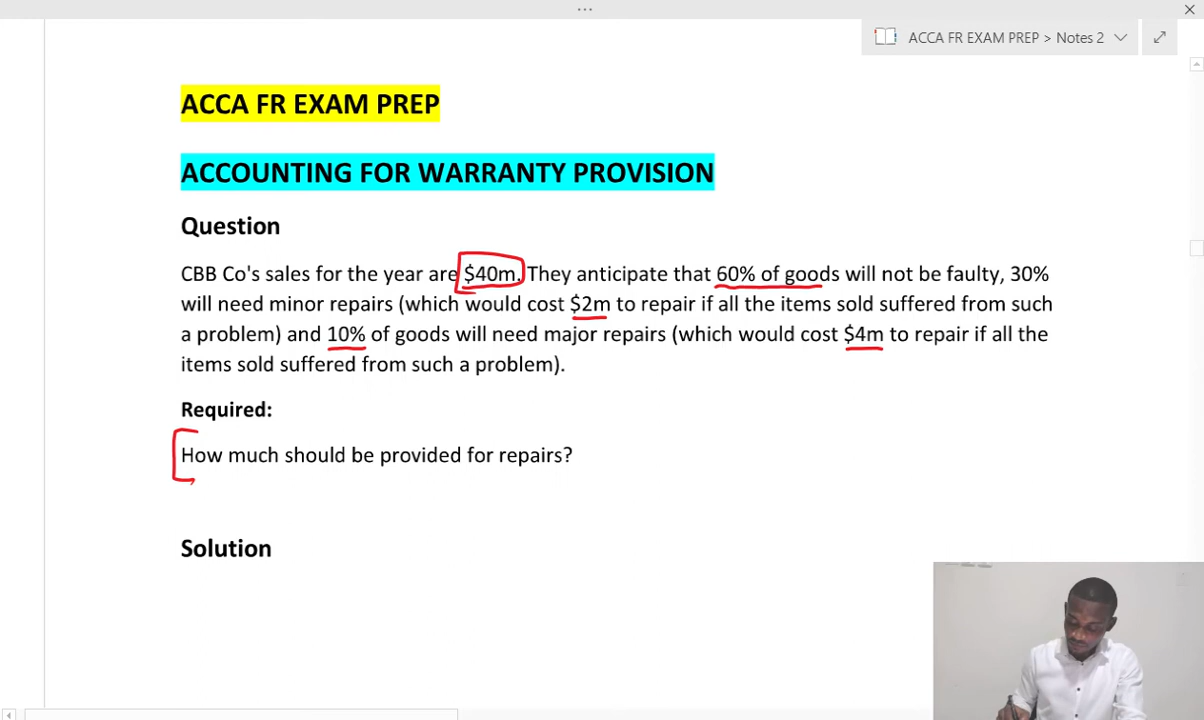 ACCA FR EXAM PREP > Notes 2
ACCA FR EXAM PREP
ACCOUNTING FOR WARRANTY PROVISION
Question
CBB Co's sales for the year are $40m. They anticipate that 60% of goods will not be faulty, 30%
will need minor repairs (which would cost $2m to repair if all the items sold suffered from such
a problem) and 10% of goods will need major repairs (which would cost $4m to repair if all the
items sold suffered from such a problem).
Required:
How much should be provided for repairs?
Solution